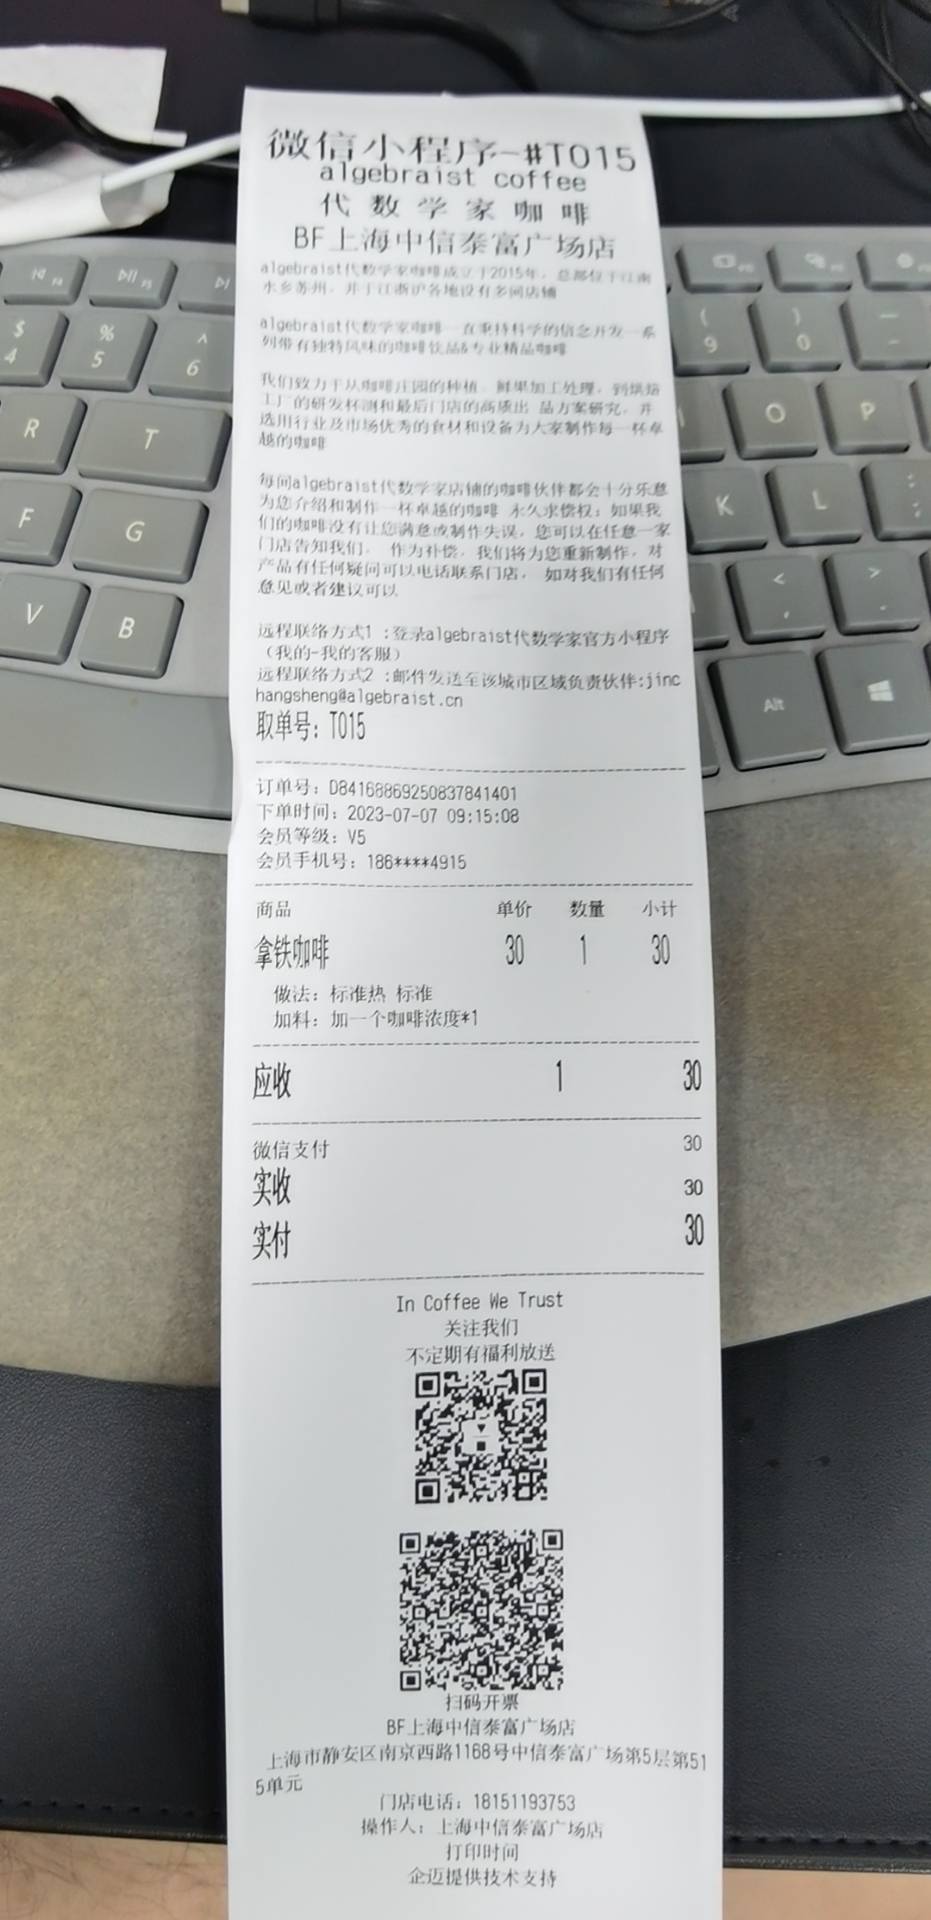 微信小程序-#T015
algebraist coffee
代数学家咖啡
BF上海中信泰富广场店
algebraist代数学家咖啡成立于2015年，总部位于江南
水乡苏州，并于江浙沪各地设有多间店铺
algebraist代数学家咖啡一直秉持科学的信念开发一系
列带有独特风味的咖啡饮品&专业精品咖啡
我们致力于从咖啡庄园的种植，鲜果加工处理，到烘焙
工厂的研发杯测和最后门店的高质出 品方案研究，并
选用行业及市场优秀的食材和设备为大家制作每一杯卓
越的咖啡
每间algebraist代数学家店铺的咖啡伙伴都会十分乐意
为您介绍和制作一杯卓越的咖啡 永久求偿权：如果我
们的咖啡没有让您满意或制作失误，您可以在任意一家
门店告知我们， 作为补偿，我们将为您重新制作，对
产品有任何疑问可以电话联系门店， 如对我们有任何
意见或者建议可以
远程联络方式1 :登录algebraist代数学家官方小程序
（我的-我的客服）
远程联络方式2 :邮件发送至该城市区域负责伙伴:jinc
hangsheng@algebraist.cn
取单号: T015
订单号: D84168869250837841401
下单时间: 2023-07-07 09:15:08
会员等级: V5
会员手机号: 186****4915
商品 单价 数量 小计
拿铁咖啡 30 1 30
做法: 标准热 标准
加料: 加一个咖啡浓度*1
应收 1 30
微信支付 30
实收 30
实付 30
In Coffee We Trust
关注我们
不定期有福利放送
扫码开票
BF上海中信泰富广场店
上海市静安区南京西路1168号中信泰富广场第5层第51
5单元
门店电话: 18151193753
操作人: 上海中信泰富广场店
打印时间
企迈提供技术支持
F4
F5
F6
$
4
%
5
^
6
(
9
)
0
R
T
O
P
F
G
K
L
V
B
<
,
>
.
Alt